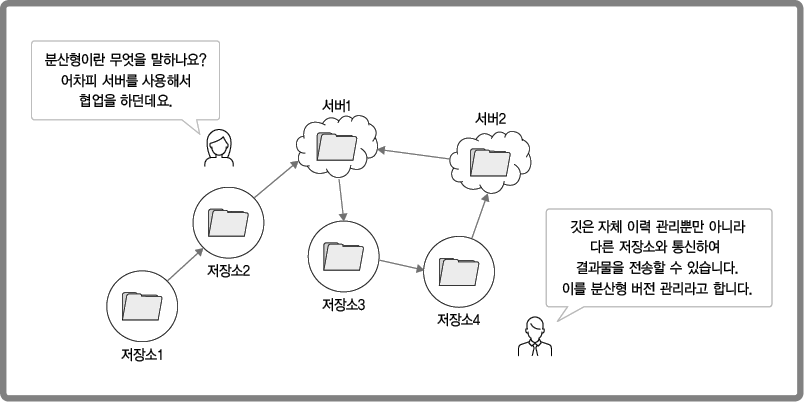 분산형이란 무엇을 말하나요?
어차피 서버를 사용해서
협업을 하던데요.
서버1
서버2
저장소2
깃은 자체 이력 관리뿐만 아니라
다른 저장소와 통신하여
결과물을 전송할 수 있습니다.
이를 분산형 버전 관리라고 합니다.
저장소3
저장소4
저장소1